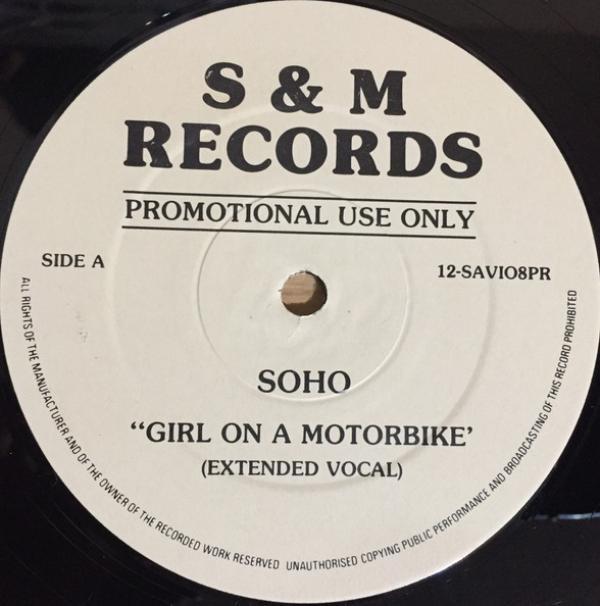 S & M
RECORDS
PROMOTIONAL USE ONLY
SIDE A
12-SAVIO8PR
SOHO
“GIRL ON A MOTORBIKE’
(EXTENDED VOCAL)
ALL RIGHTS OF THE MANUFACTURER AND OF THE OWNER OF THE RECORDED WORK RESERVED UNAUTHORISED COPYING PUBLIC PERFORMANCE AND BROADCASTING OF THIS RECORD PROHIBITED